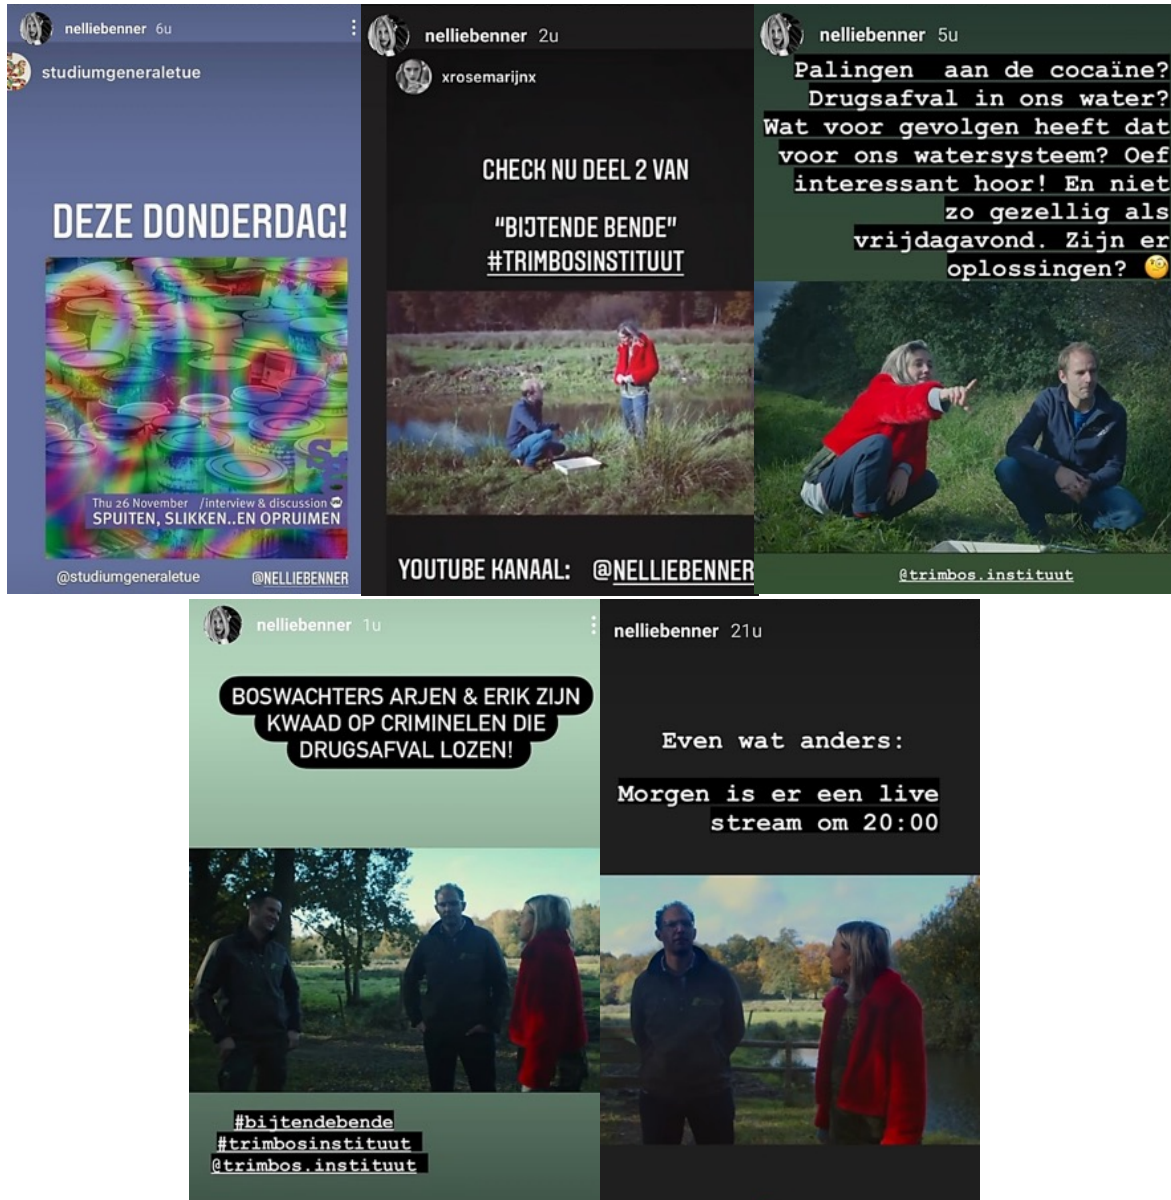 nelliebenner 6u
studiumgeneraletue
DEZE DONDERDAG!
Thu 26 November /interview & discussion
SPUITEN, SLIKKEN..EN OPRUIMEN
@studiumgeneraletue @NELLIEBENNER
nelliebenner 2u
xrosemarijnx
CHECK NU DEEL 2 VAN
"BIJTENDE BENDE"
#TRIMBOSINSTITUUT
YOUTUBE KANAAL: @NELLIEBENNER
nelliebenner 5u
Palingen aan de cocaïne?
Drugsafval in ons water?
Wat voor gevolgen heeft dat
voor ons watersysteem? Oef
interessant hoor! En niet
zo gezellig als
vrijdagavond. Zijn er
oplossingen? 🧐
@trimbos.instituut
nelliebenner 1u
BOSWACHTERS ARJEN & ERIK ZIJN
KWAAD OP CRIMINELEN DIE
DRUGSAFVAL LOZEN!
#bijtendebende
#trimbosinstituut
@trimbos.instituut
nelliebenner 21u
Even wat anders:
Morgen is er een live
stream om 20:00